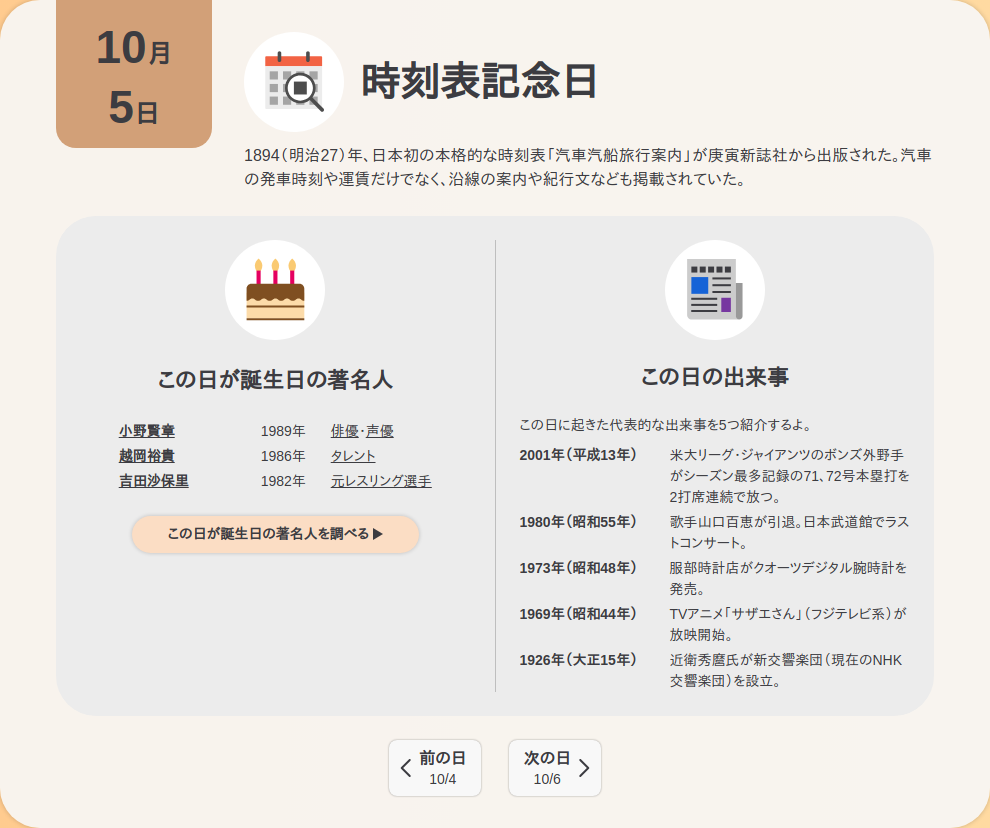 10月
5日
時刻表記念日
1894（明治27）年、日本初の本格的な時刻表「汽車汽船旅行案内」が庚寅新誌社から出版された。汽車
の発車時刻や運賃だけでなく、沿線の案内や紀行文なども掲載されていた。
この日が誕生日の著名人
小野賢章 1989年 俳優・声優
越岡裕貴 1986年 タレント
吉田沙保里 1982年 元レスリング選手
この日が誕生日の著名人を調べる▶
この日の出来事
この日に起きた代表的な出来事を5つ紹介するよ。
2001年（平成13年） 米大リーグ・ジャイアンツのボンズ外野手
がシーズン最多記録の71、72号本塁打を
2打席連続で放つ。
1980年（昭和55年） 歌手山口百恵が引退。日本武道館でラス
トコンサート。
1973年（昭和48年） 服部時計店がクオーツデジタル腕時計を
発売。
1969年（昭和44年） TVアニメ「サザエさん」（フジテレビ系）が
放映開始。
1926年（大正15年） 近衛秀麿氏が新交響楽団（現在のNHK
交響楽団）を設立。
前の日
10/4
次の日
10/6